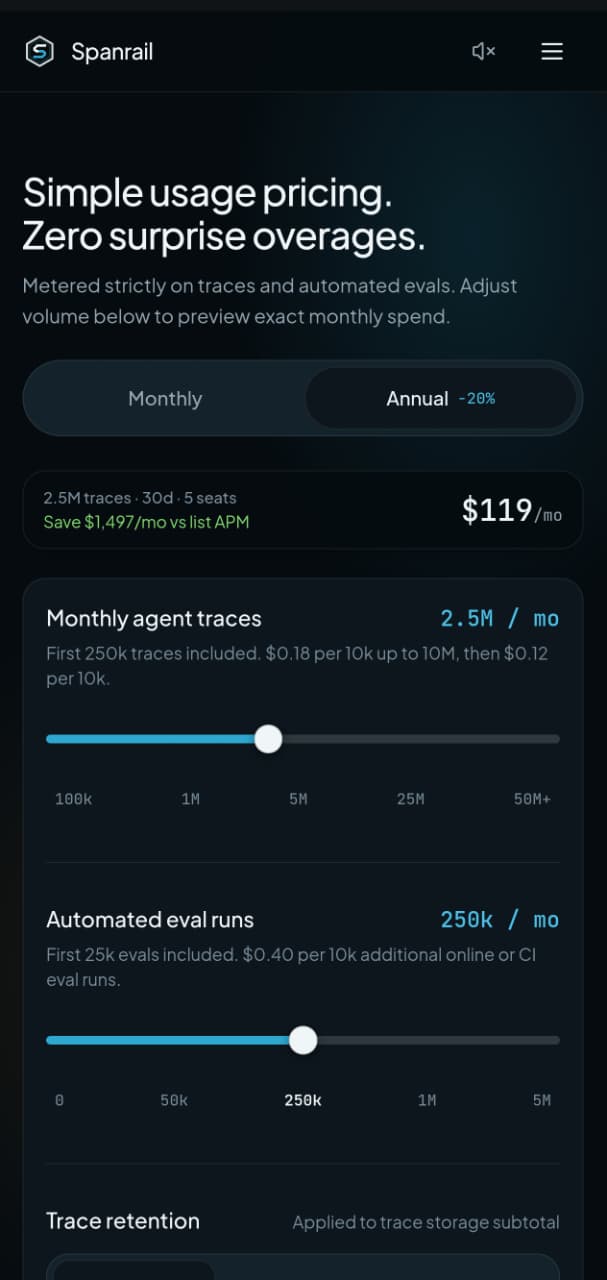 Spanrail
Simple usage pricing.
Zero surprise overages.
Metered strictly on traces and automated evals. Adjust
volume below to preview exact monthly spend.
Monthly
Annual -20%
2.5M traces · 30d · 5 seats
Save $1,497/mo vs list APM
$119/mo
Monthly agent traces
2.5M / mo
First 250k traces included. $0.18 per 10k up to 10M, then $0.12
per 10k.
100k 1M 5M 25M 50M+
Automated eval runs
250k / mo
First 25k evals included. $0.40 per 10k additional online or CI
eval runs.
0 50k 250k 1M 5M
Trace retention
Applied to trace storage subtotal